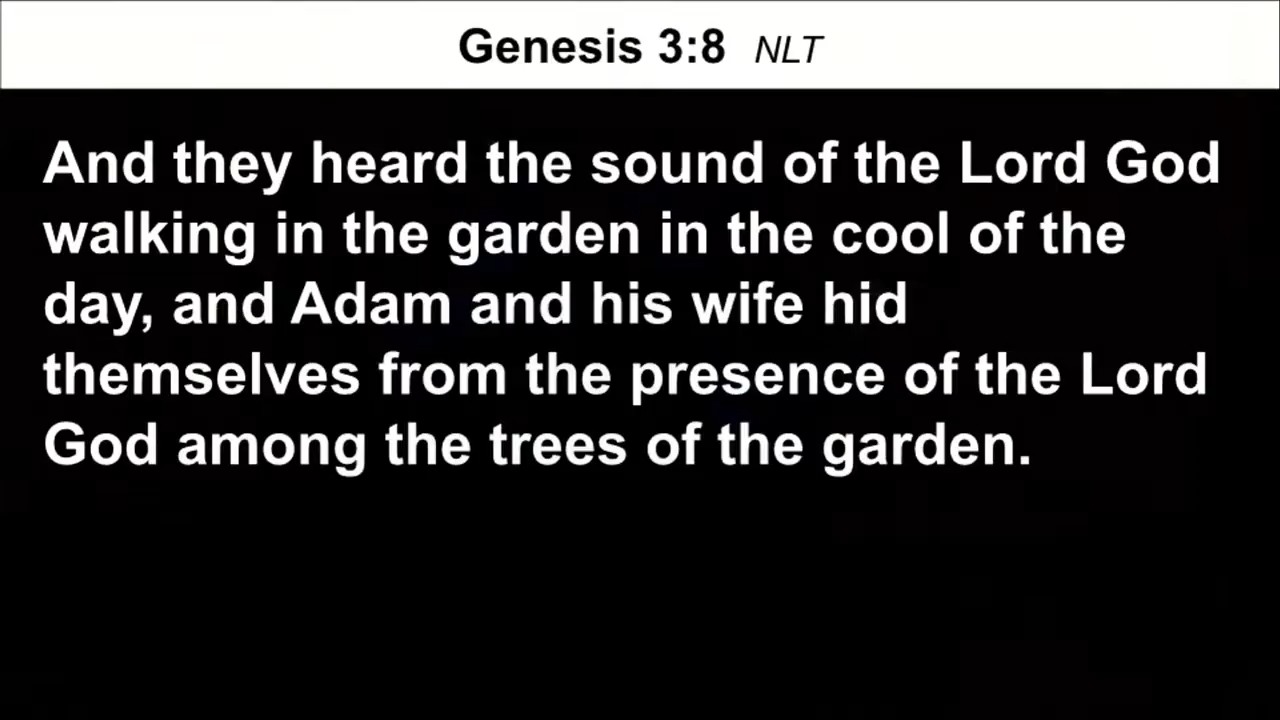 Genesis 3:8 NLT
And they heard the sound of the Lord God
walking in the garden in the cool of the
day, and Adam and his wife hid
themselves from the presence of the Lord
God among the trees of the garden.